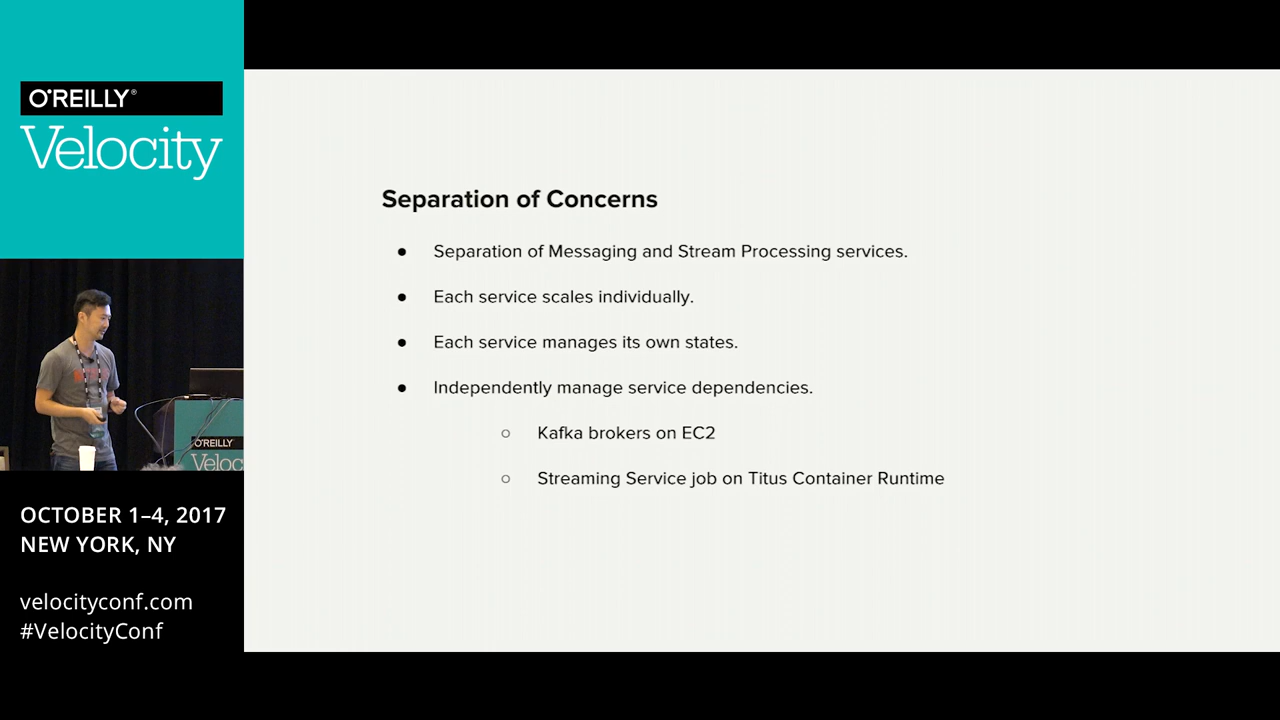 O'REILLY®
Velocity
OCTOBER 1–4, 2017
NEW YORK, NY
velocityconf.com
#VelocityConf
Separation of Concerns
● Separation of Messaging and Stream Processing services.
● Each service scales individually.
● Each service manages its own states.
● Independently manage service dependencies.
○ Kafka brokers on EC2
○ Streaming Service job on Titus Container Runtime
O'REILLY
Veloc